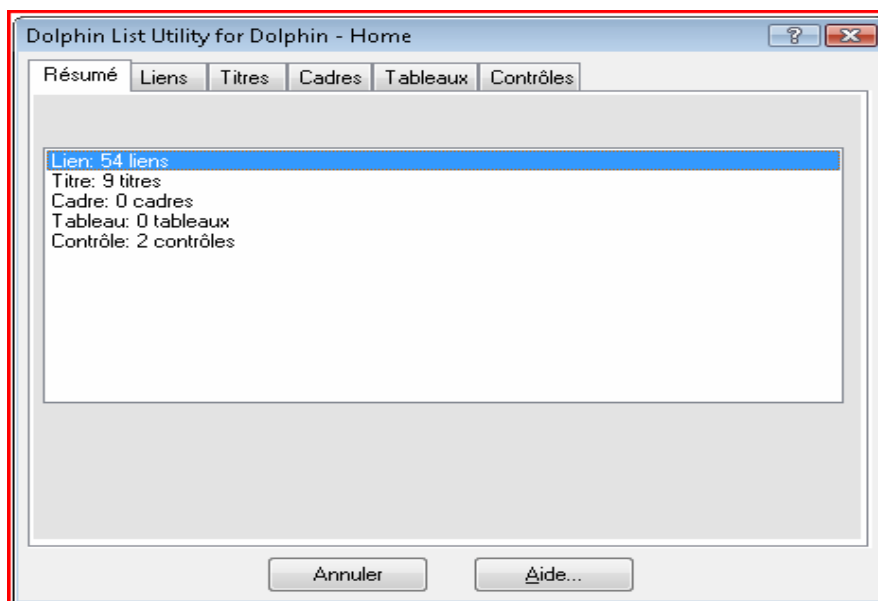 Dolphin List Utility for Dolphin - Home
Résumé Liens Titres Cadres Tableaux Contrôles
Lien: 54 liens
Titre: 9 titres
Cadre: 0 cadres
Tableau: 0 tableaux
Contrôle: 2 contrôles
Annuler Aide...